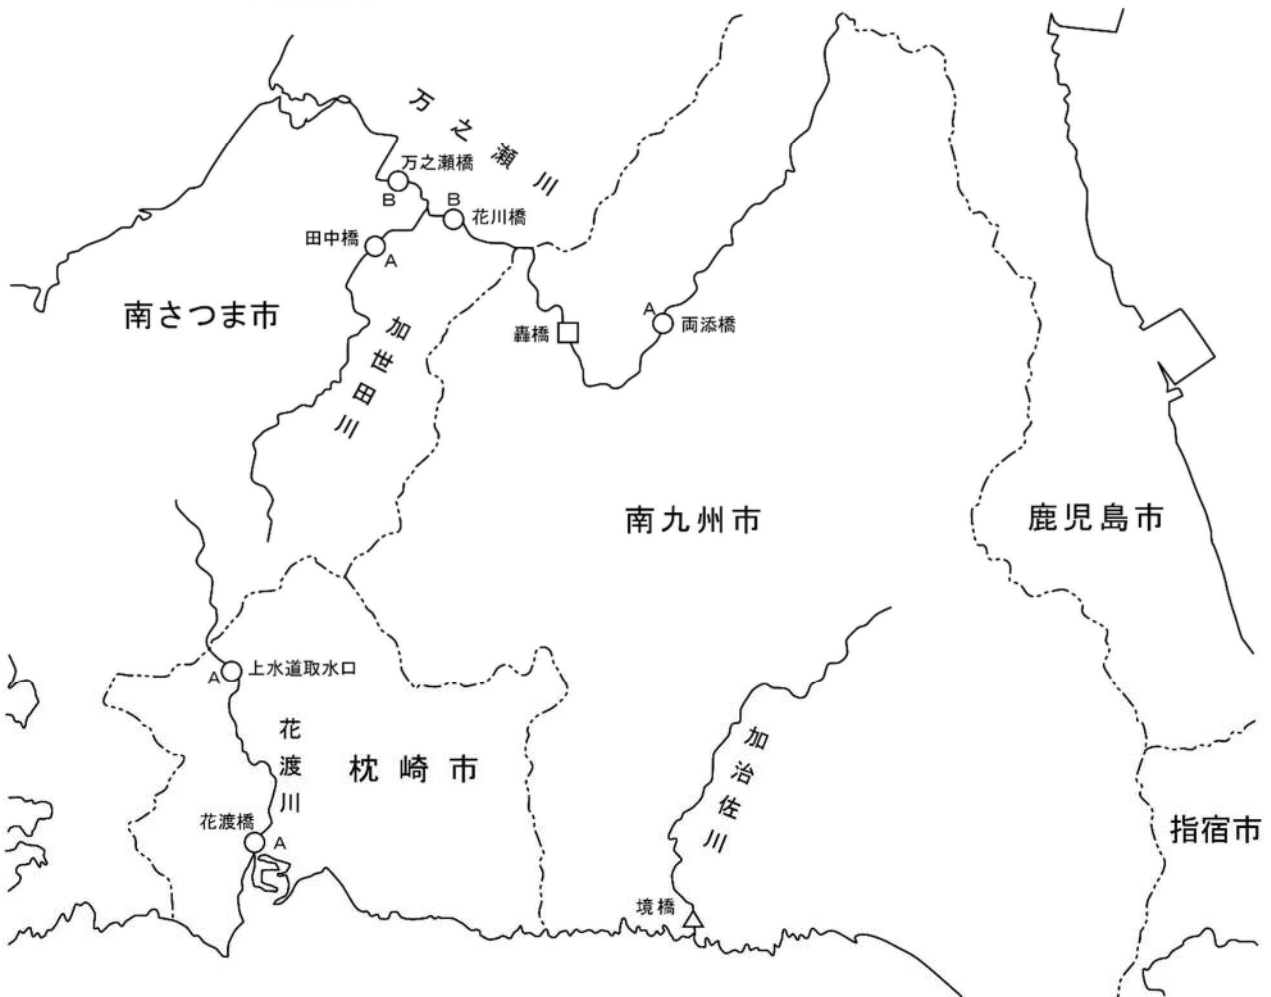 万之瀬川
万之瀬橋
B
B
花川橋
田中橋
A
南さつま市
加世田川
轟橋
A
両添橋
南九州市
鹿児島市
A
上水道取水口
花渡川
枕崎市
加治佐川
花渡橋
A
指宿市
境橋